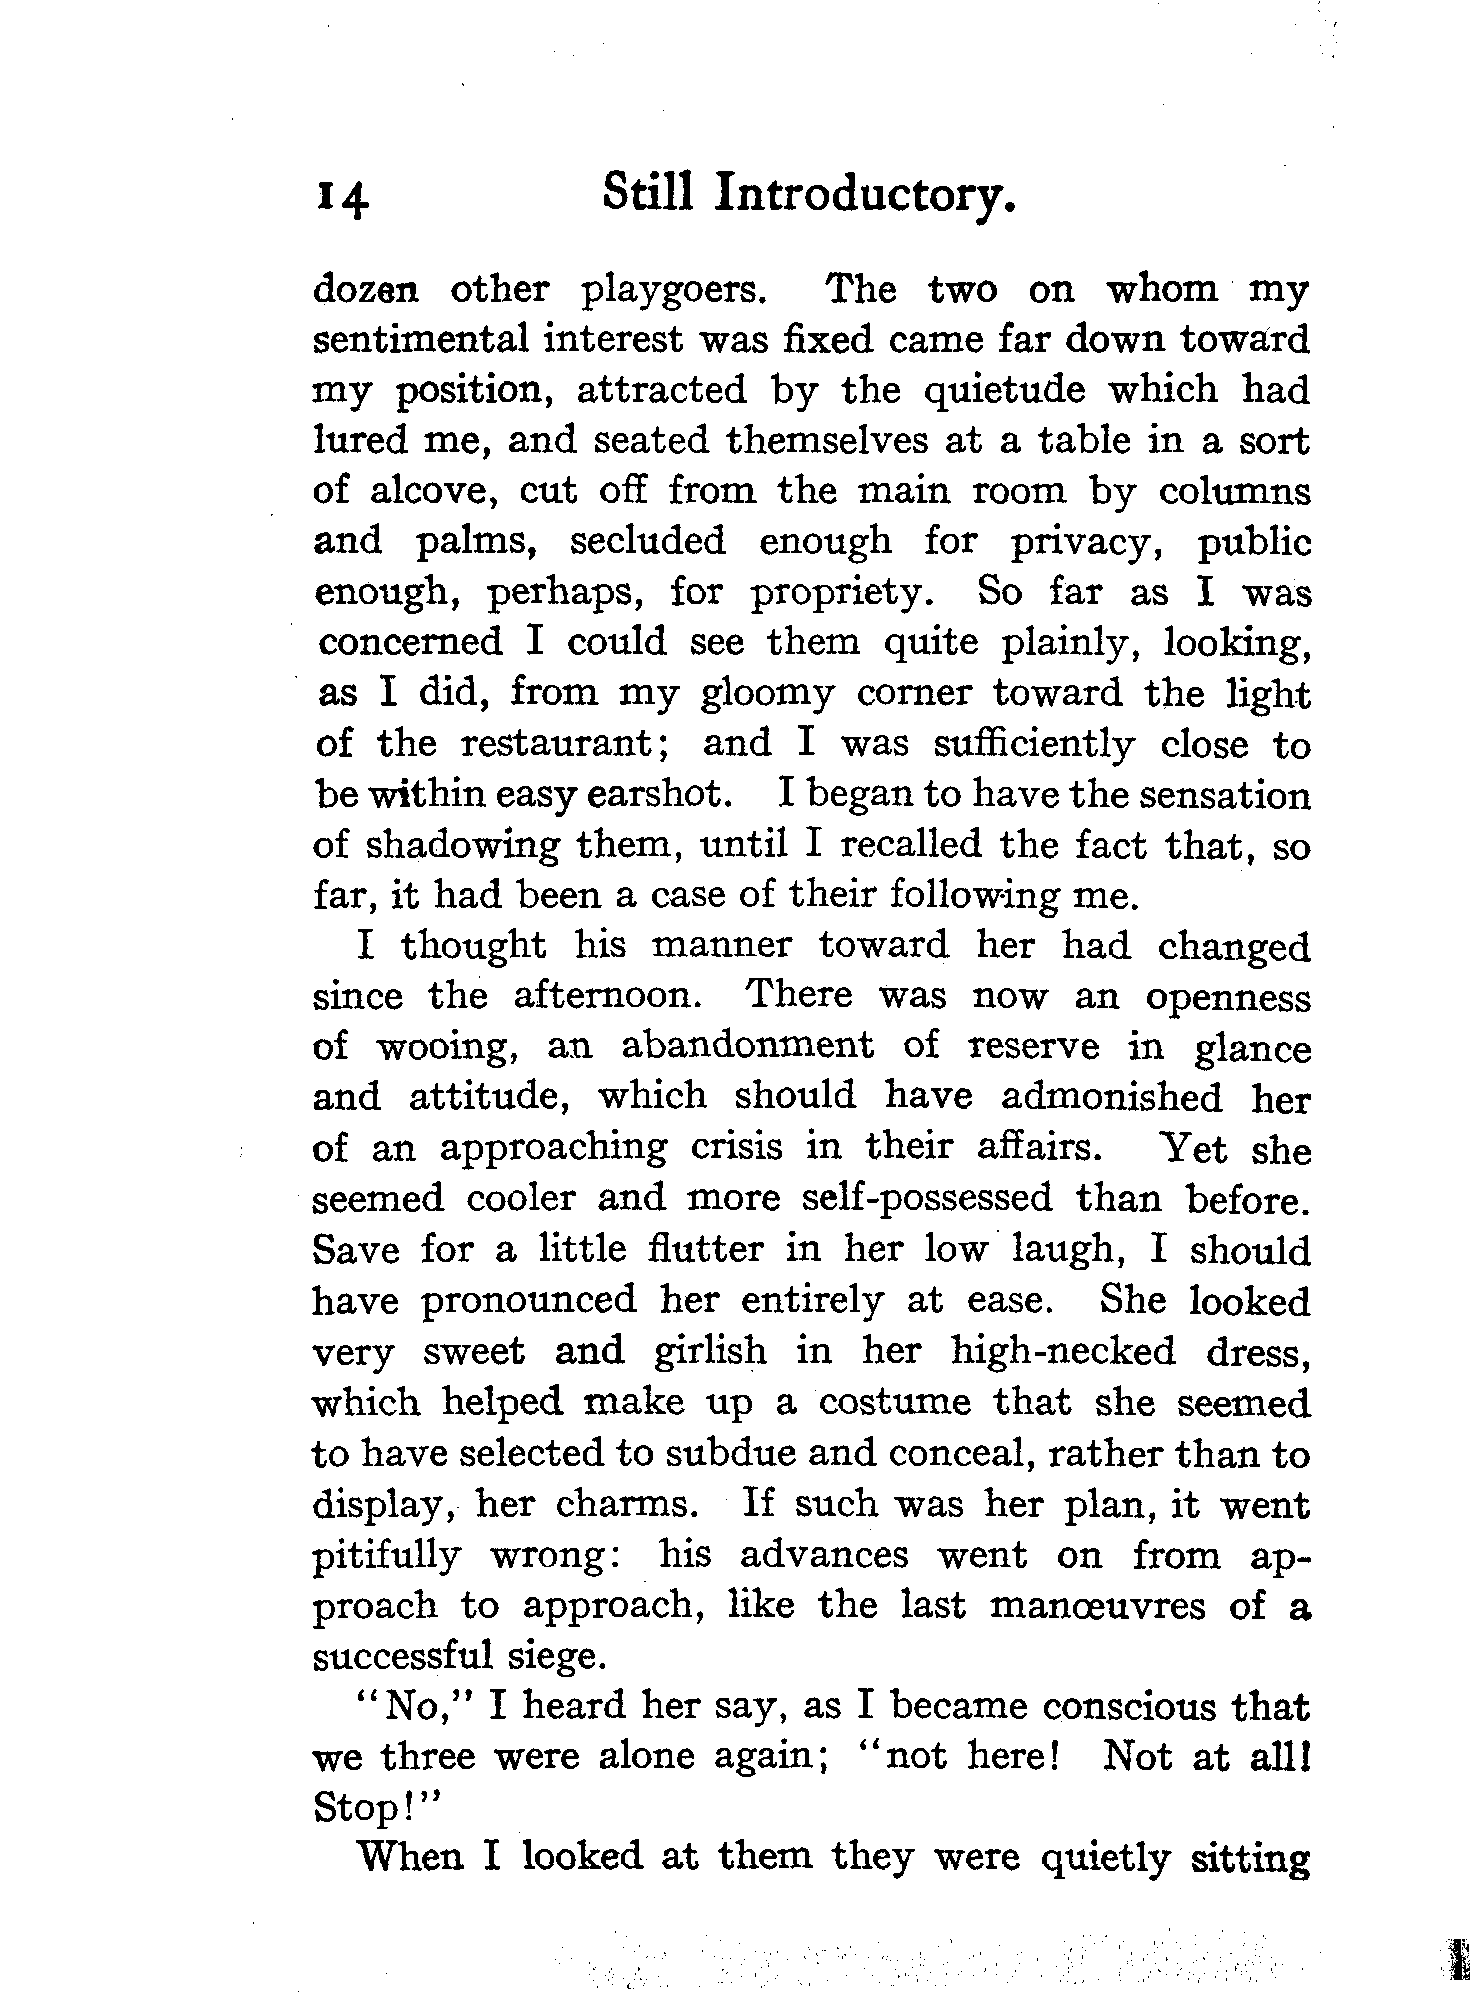 14 Still Introductory.
dozen other playgoers. The two on whom my
sentimental interest was fixed came far down toward
my position, attracted by the quietude which had
lured me, and seated themselves at a table in a sort
of alcove, cut off from the main room by columns
and palms, secluded enough for privacy, public
enough, perhaps, for propriety. So far as I was
concerned I could see them quite plainly, looking,
as I did, from my gloomy corner toward the light
of the restaurant; and I was sufficiently close to
be within easy earshot. I began to have the sensation
of shadowing them, until I recalled the fact that, so
far, it had been a case of their following me.
I thought his manner toward her had changed
since the afternoon. There was now an openness
of wooing, an abandonment of reserve in glance
and attitude, which should have admonished her
of an approaching crisis in their affairs. Yet she
seemed cooler and more self-possessed than before.
Save for a little flutter in her low laugh, I should
have pronounced her entirely at ease. She looked
very sweet and girlish in her high-necked dress,
which helped make up a costume that she seemed
to have selected to subdue and conceal, rather than to
display, her charms. If such was her plan, it went
pitifully wrong: his advances went on from ap-
proach to approach, like the last manœuvres of a
successful siege.
"No," I heard her say, as I became conscious that
we three were alone again; "not here! Not at all!
Stop!"
When I looked at them they were quietly sitting